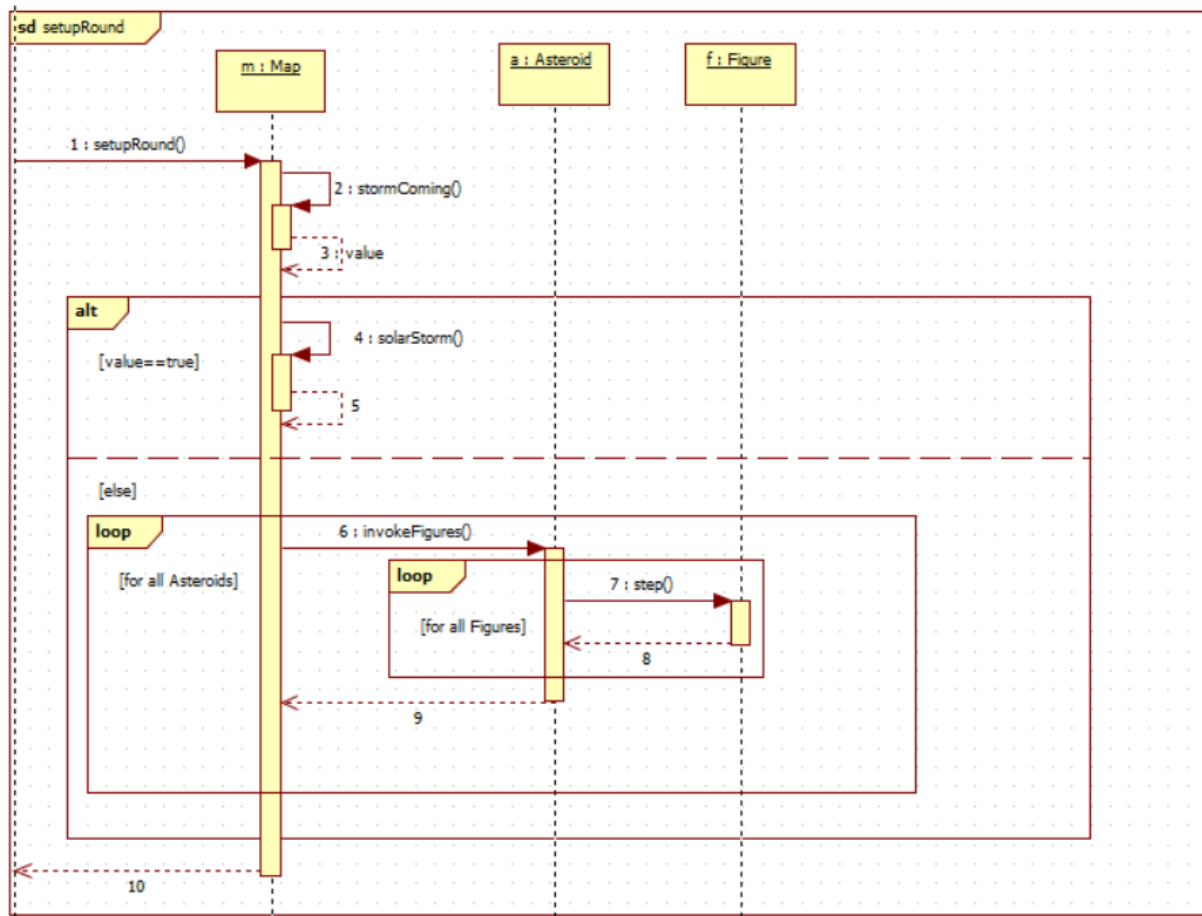 sd setupRound
m : Map
a : Asteroid
f : Figure
1 : setupRound()
2 : stormComing()
3 : value
alt
4 : solarStorm()
[value==true]
5
[else]
loop
6 : invokeFigures()
[for all Asteroids]
loop
7 : step()
[for all Figures]
8
9
10